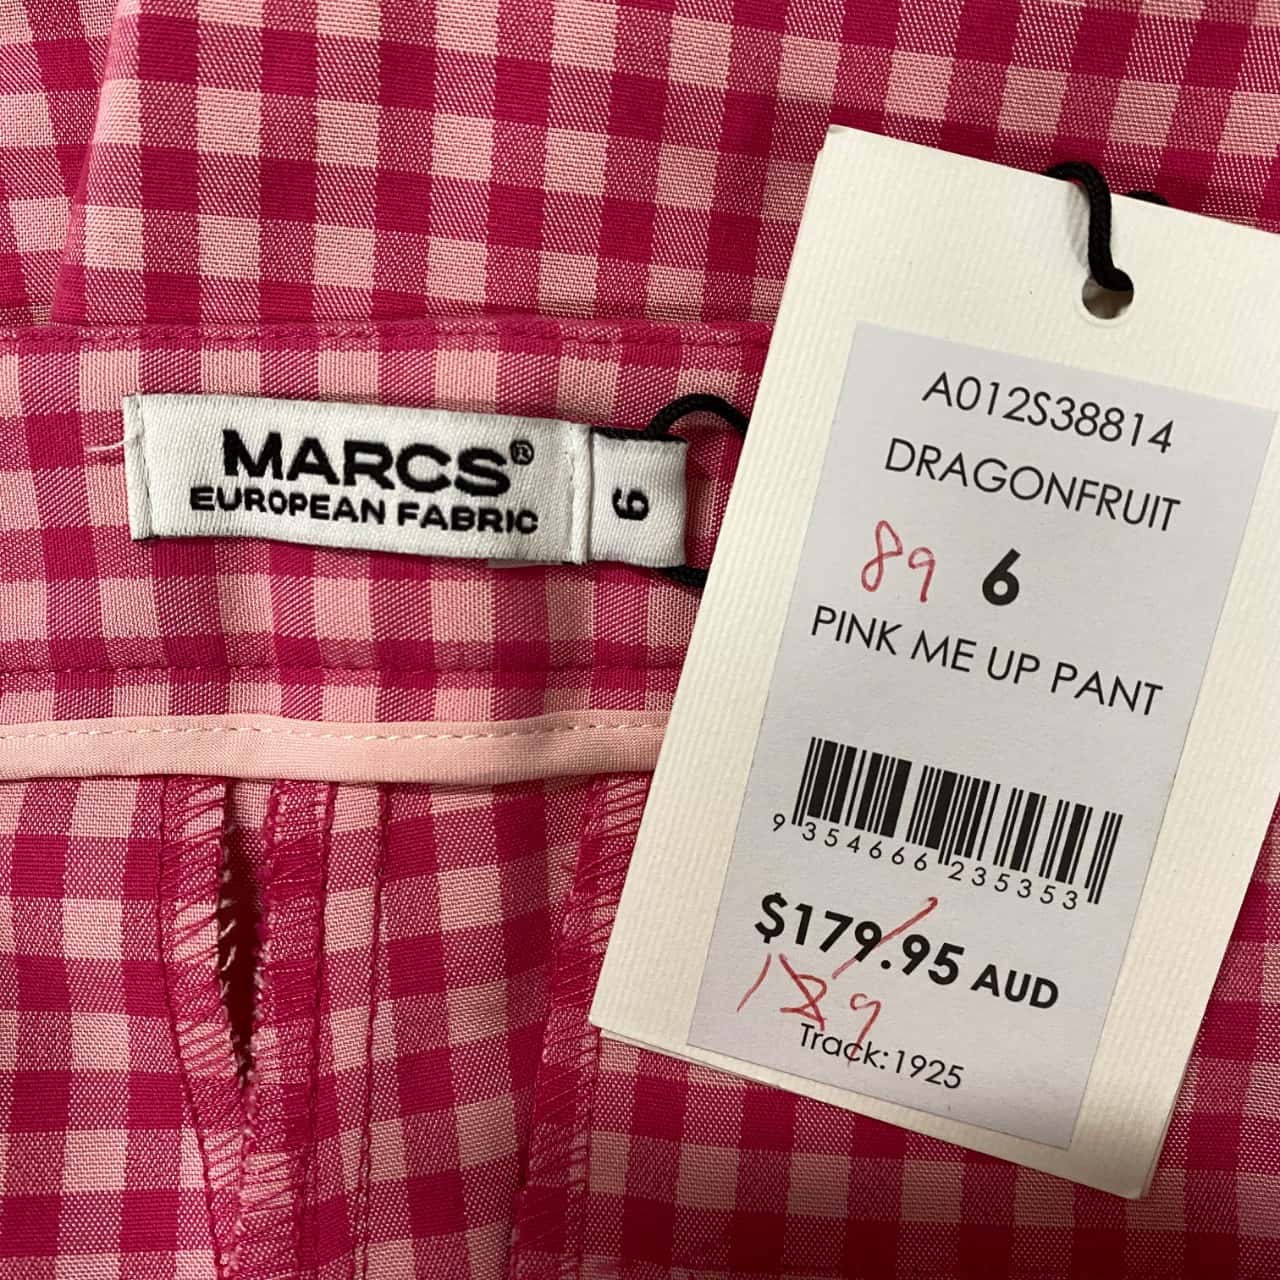 MARCS®
EUROPEAN FABRIC
6
A012S38814
DRAGONFRUIT
89 6
PINK ME UP PANT
9 354666 235353
$179.95 AUD
Track:1925